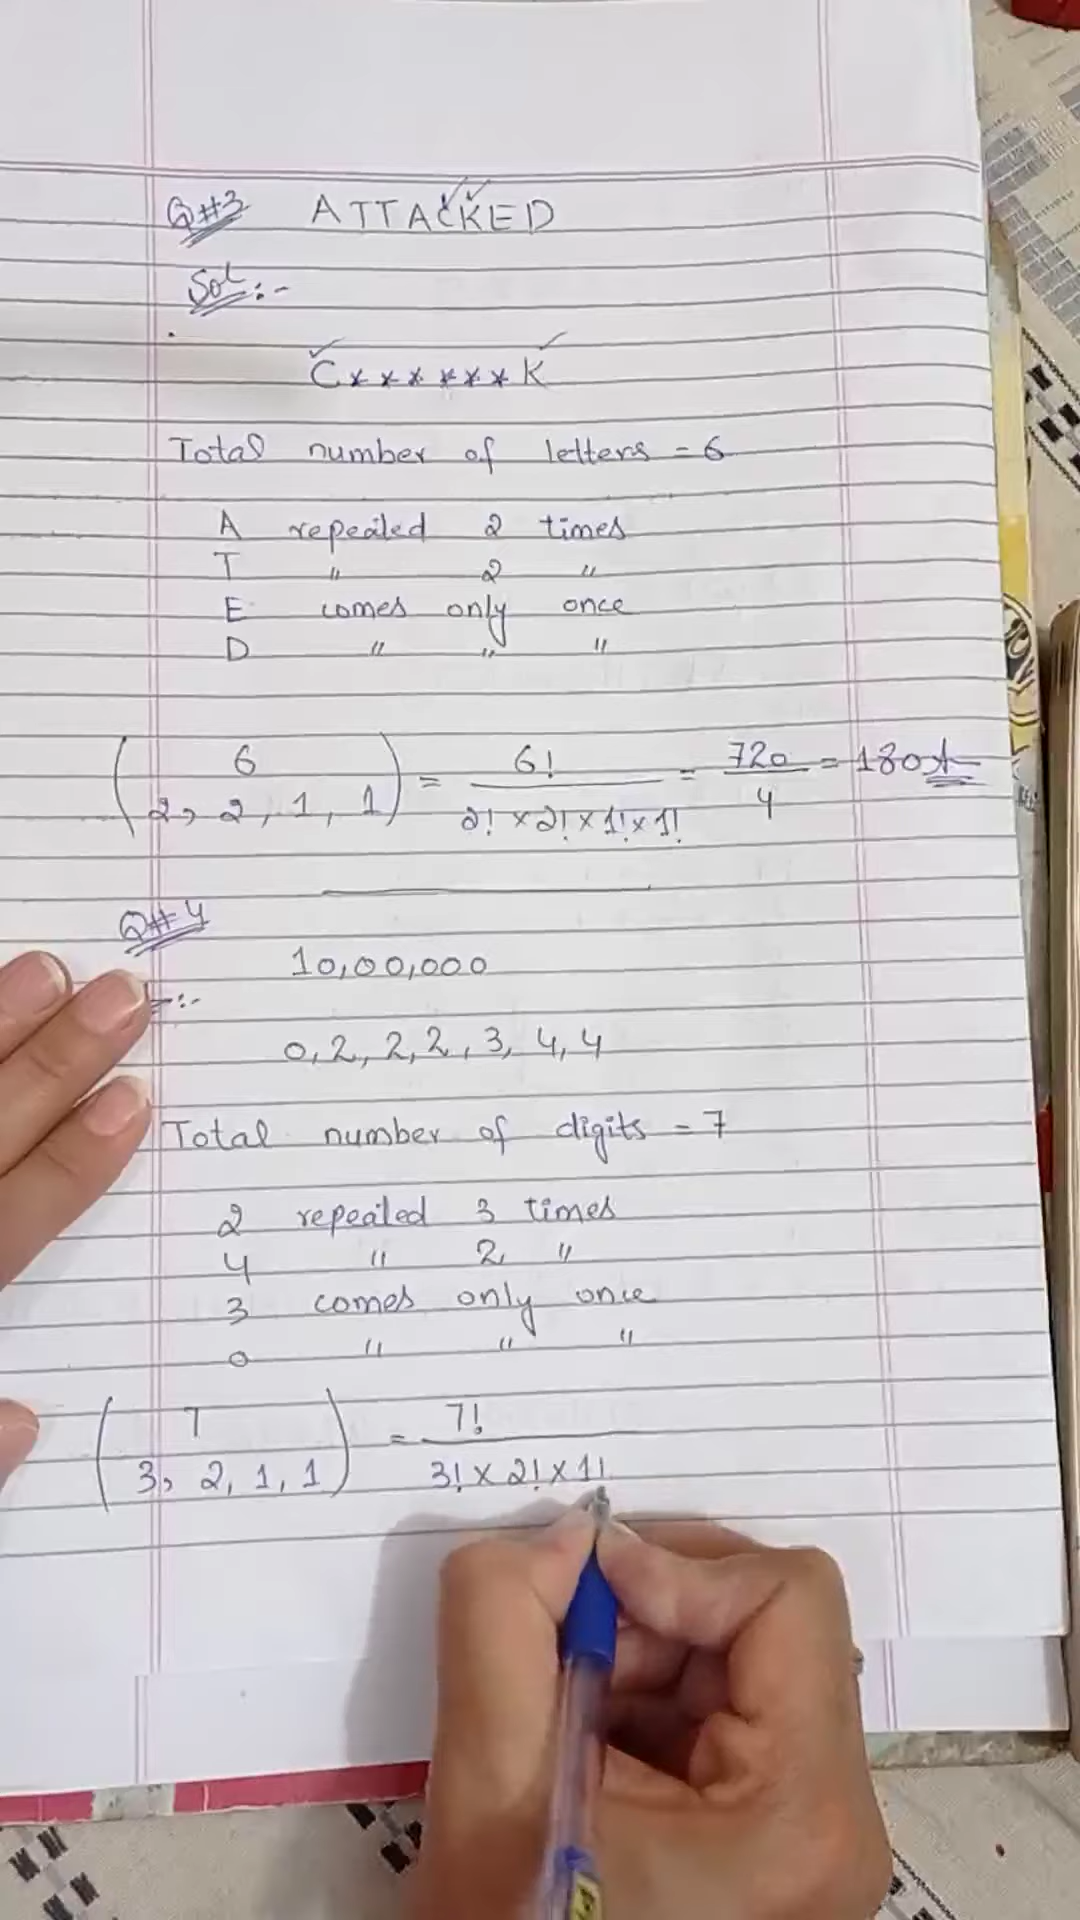 Q#3 ATTACKED
Sol:-
C * * * * * * K
Total number of letters = 6
A repeated 2 times
T " 2 "
E comes only once
D " " "
(6 / 2, 2, 1, 1) = 6! / 2! × 2! × 1! × 1! = 720 / 4 = 180
Q#4
10,00,000
0, 2, 2, 2, 3, 4, 4
Total number of digits = 7
2 repeated 3 times
4 " 2 "
3 comes only once
0 " " "
(7 / 3, 2, 1, 1) = 7! / 3! × 2! × 1!